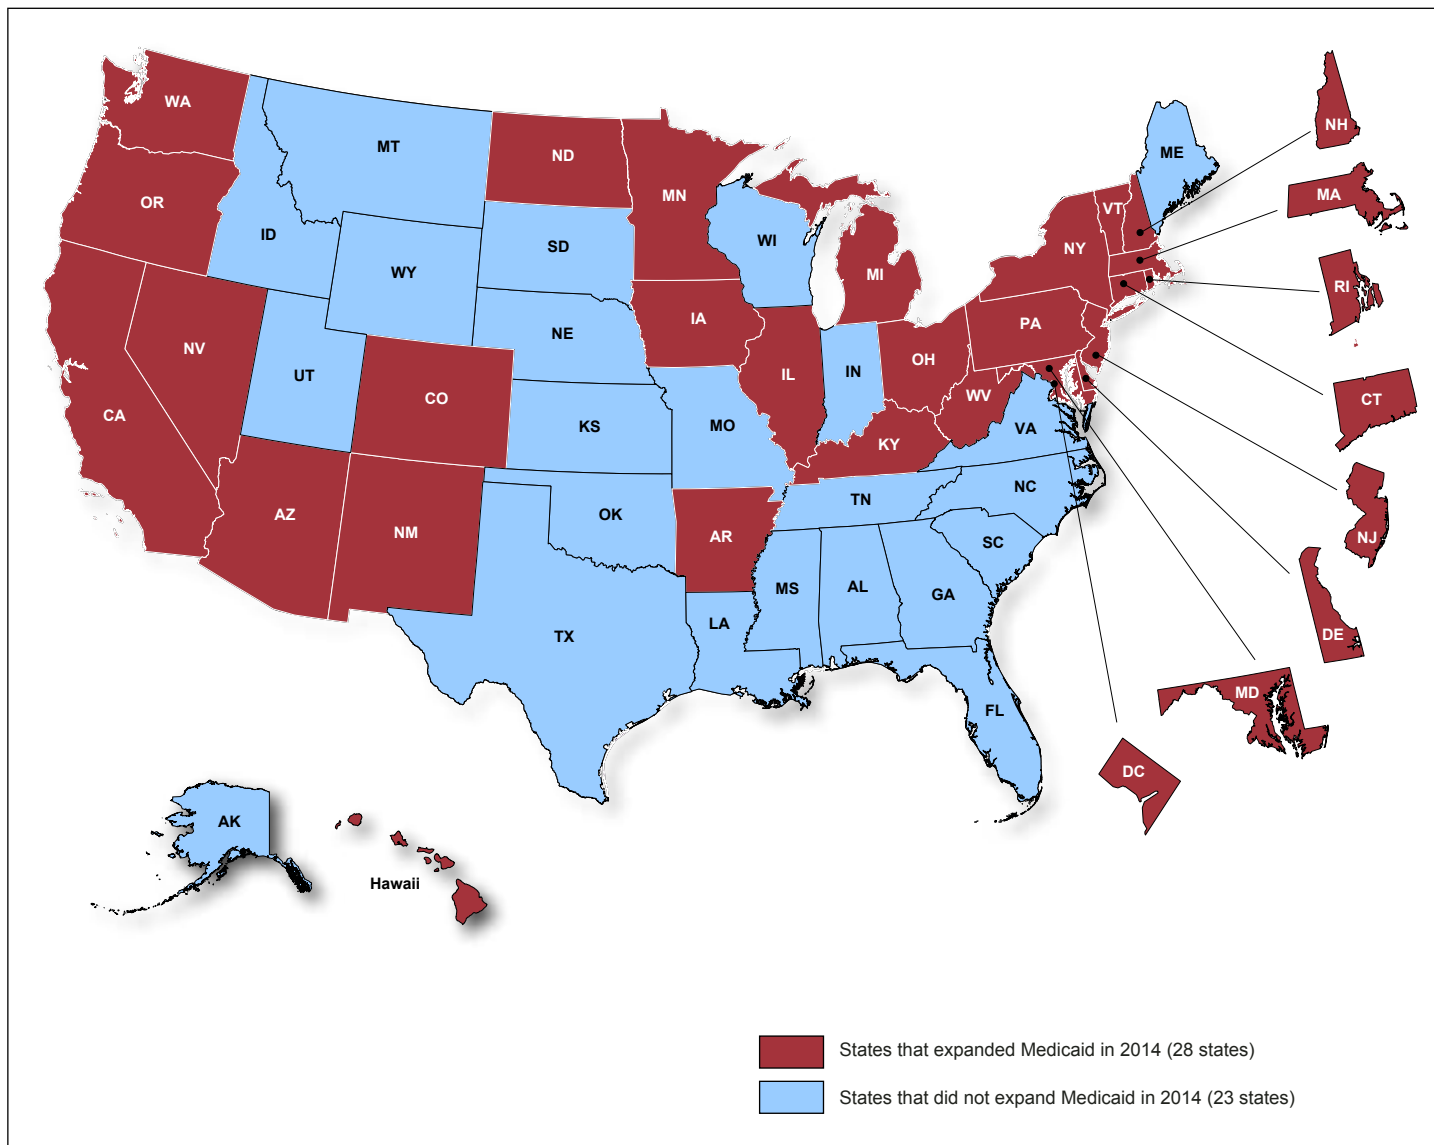 WA
MT
ND
MN
ME
NH
MA
OR
ID
SD
WI
VT
NY
WY
MI
RI
IA
PA
NE
NV
UT
IL
IN
OH
CO
WV
CT
CA
KS
MO
KY
VA
TN
NC
AZ
NM
OK
AR
SC
NJ
MS
AL
GA
LA
TX
DE
FL
MD
DC
AK
Hawaii
States that expanded Medicaid in 2014 (28 states)
States that did not expand Medicaid in 2014 (23 states)